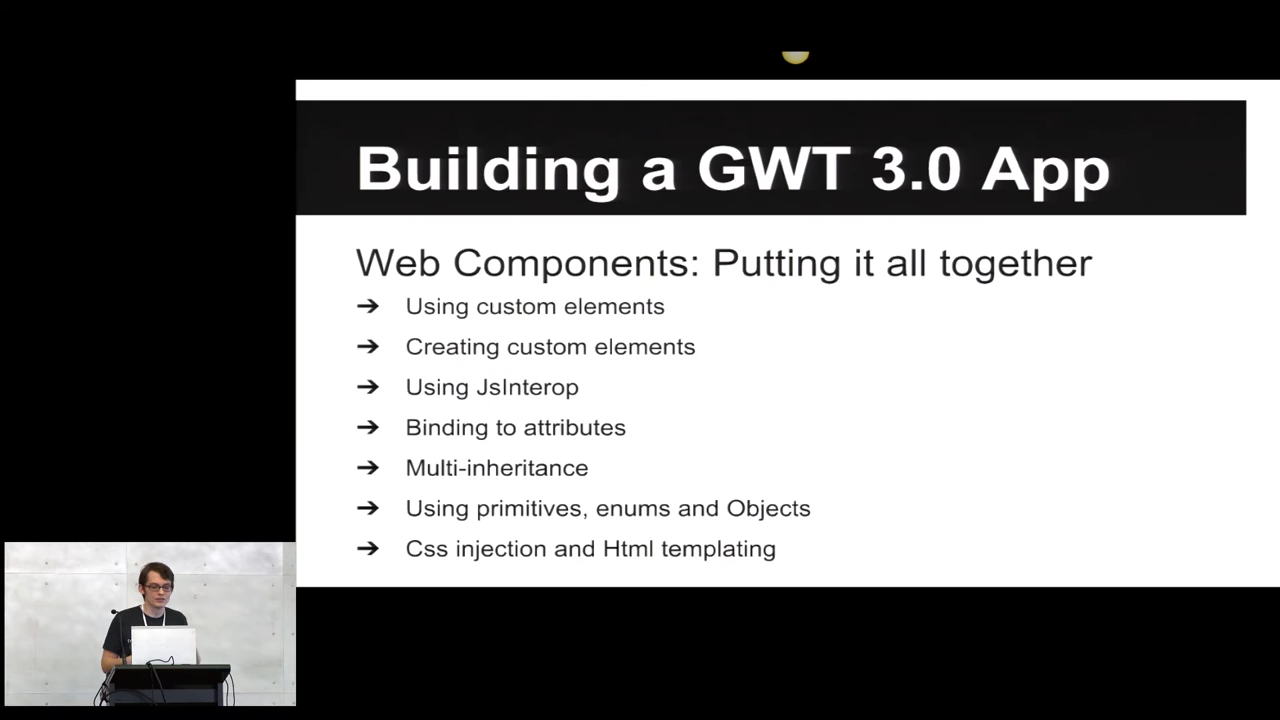 Building a GWT 3.0 App
Web Components: Putting it all together
➔ Using custom elements
➔ Creating custom elements
➔ Using JsInterop
➔ Binding to attributes
➔ Multi-inheritance
➔ Using primitives, enums and Objects
➔ Css injection and Html templating